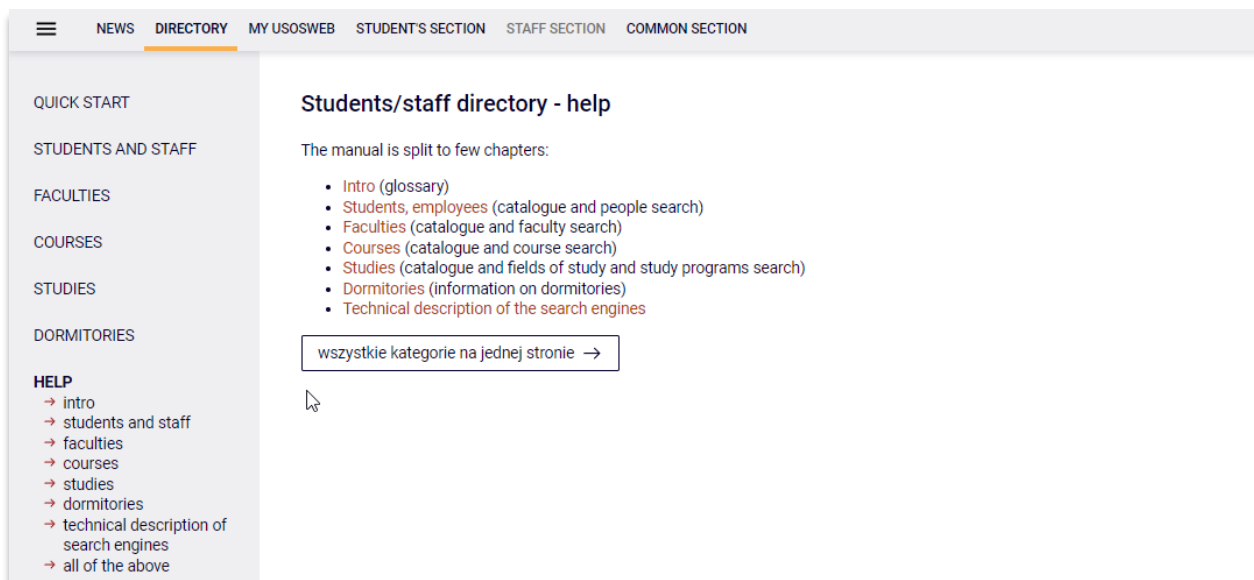 NEWS DIRECTORY MY USOSWEB STUDENT'S SECTION STAFF SECTION COMMON SECTION
QUICK START
STUDENTS AND STAFF
FACULTIES
COURSES
STUDIES
DORMITORIES
HELP
→ intro
→ students and staff
→ faculties
→ courses
→ studies
→ dormitories
→ technical description of
search engines
→ all of the above
Students/staff directory - help
The manual is split to few chapters:
• Intro (glossary)
• Students, employees (catalogue and people search)
• Faculties (catalogue and faculty search)
• Courses (catalogue and course search)
• Studies (catalogue and fields of study and study programs search)
• Dormitories (information on dormitories)
• Technical description of the search engines
wszystkie kategorie na jednej stronie →